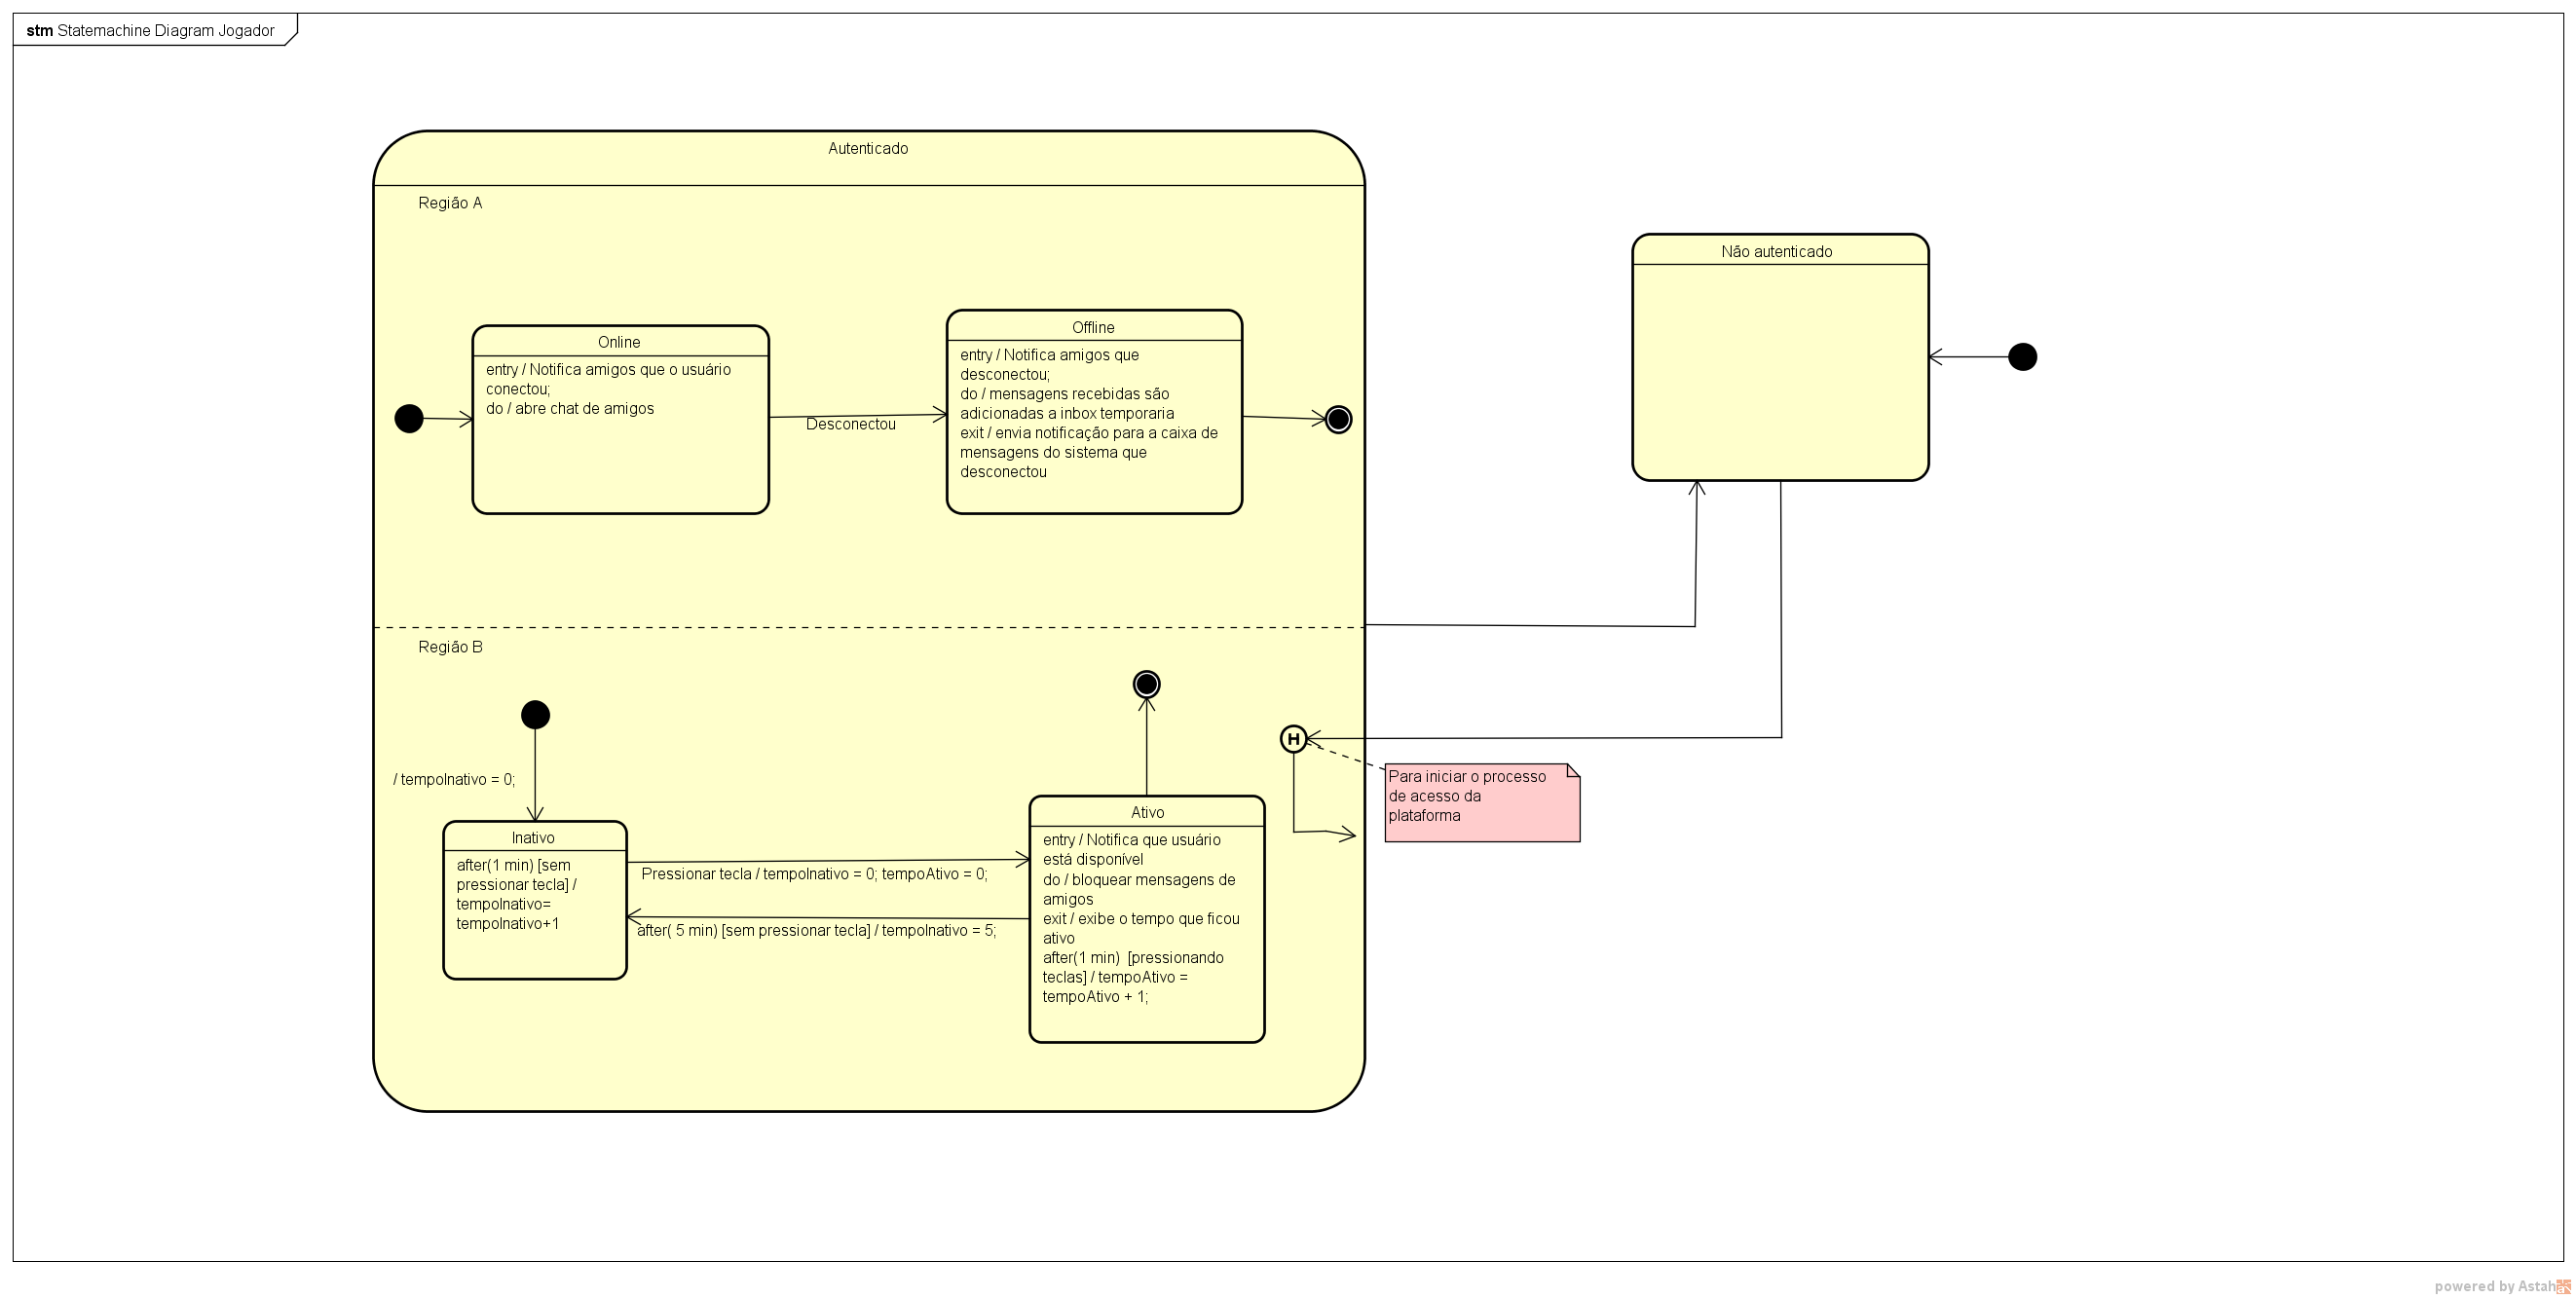 stm Statemachine Diagram Jogador
Autenticado
Região A
Online
entry / Notifica amigos que o usuário
conectou;
do / abre chat de amigos
Desconectou
Offline
entry / Notifica amigos que
desconectou;
do / mensagens recebidas são
adicionadas a inbox temporaria
exit / envia notificação para a caixa de
mensagens do sistema que
desconectou
Não autenticado
Região B
/ tempoInativo = 0;
Inativo
after(1 min) [sem
pressionar tecla] /
tempoInativo=
tempoInativo+1
Pressionar tecla / tempoInativo = 0; tempoAtivo = 0;
after( 5 min) [sem pressionar tecla] / tempoInativo = 5;
Ativo
entry / Notifica que usuário
está disponível
do / bloquear mensagens de
amigos
exit / exibe o tempo que ficou
ativo
after(1 min)  [pressionando
teclas] / tempoAtivo =
tempoAtivo + 1;
H
Para iniciar o processo
de acesso da
plataforma
powered by Astah